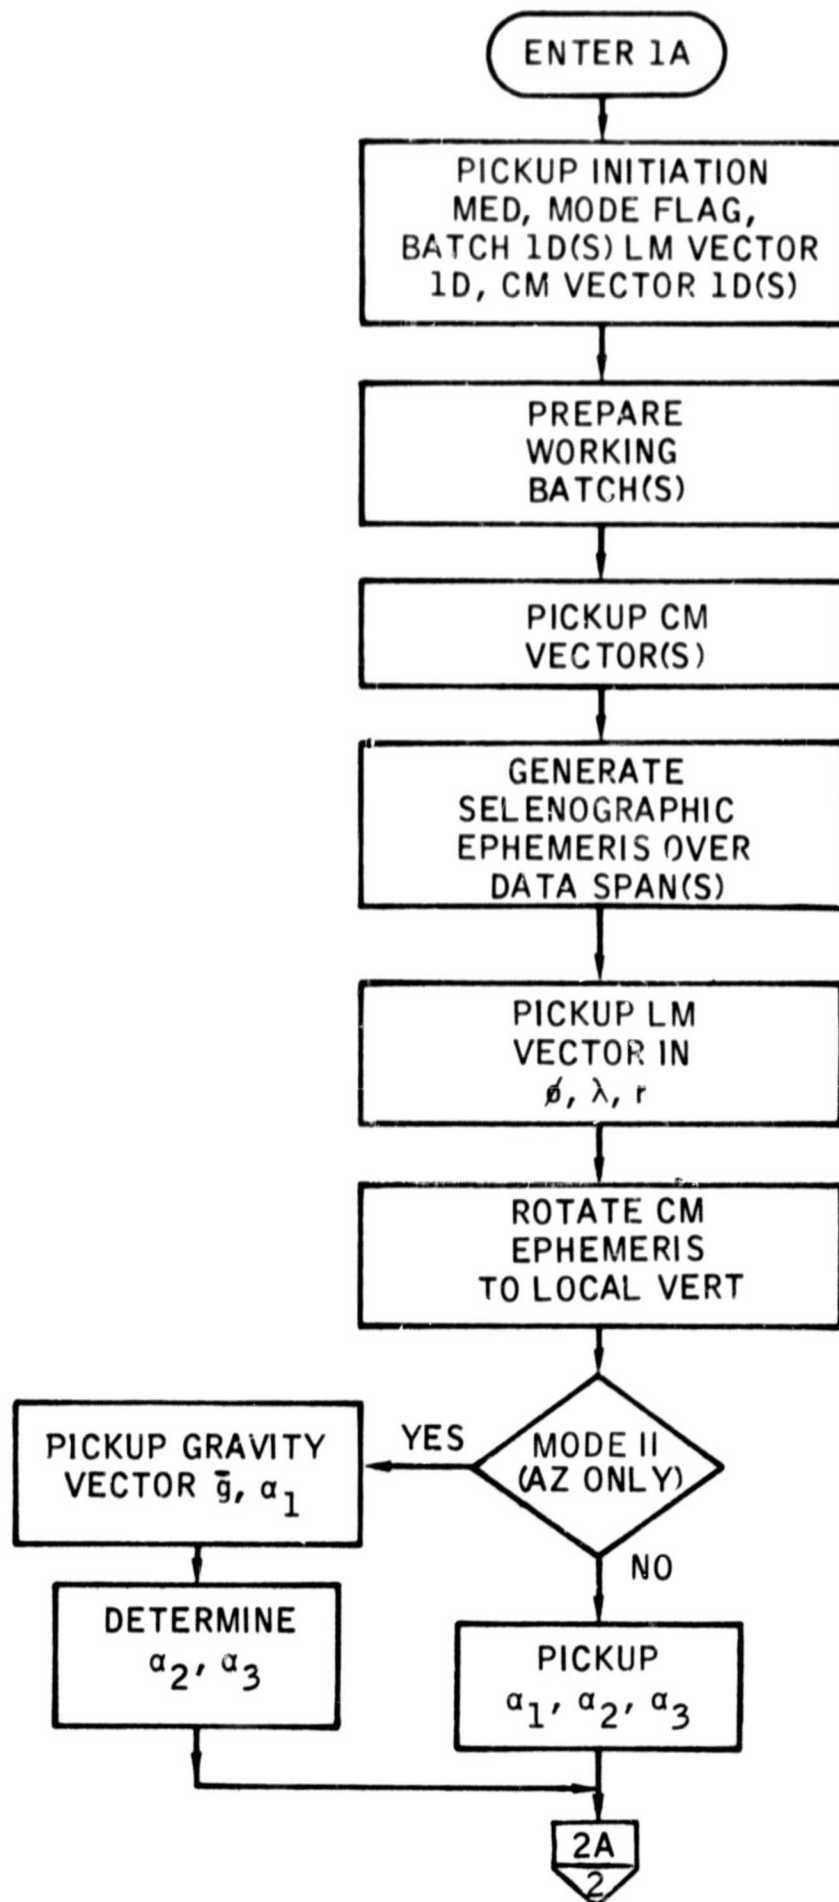 ENTER 1A
PICKUP INITIATION
MED, MODE FLAG,
BATCH 1D(S) LM VECTOR
1D, CM VECTOR 1D(S)
PREPARE
WORKING
BATCH(S)
PICKUP CM
VECTOR(S)
GENERATE
SELENOGRAPHIC
EPHEMERIS OVER
DATA SPAN(S)
PICKUP LM
VECTOR IN
ø, λ, r
ROTATE CM
EPHEMERIS
TO LOCAL VERT
MODE II
(AZ ONLY)
YES
PICKUP GRAVITY
VECTOR g̅, α₁
DETERMINE
α₂, α₃
NO
PICKUP
α₁, α₂, α₃
2A
2